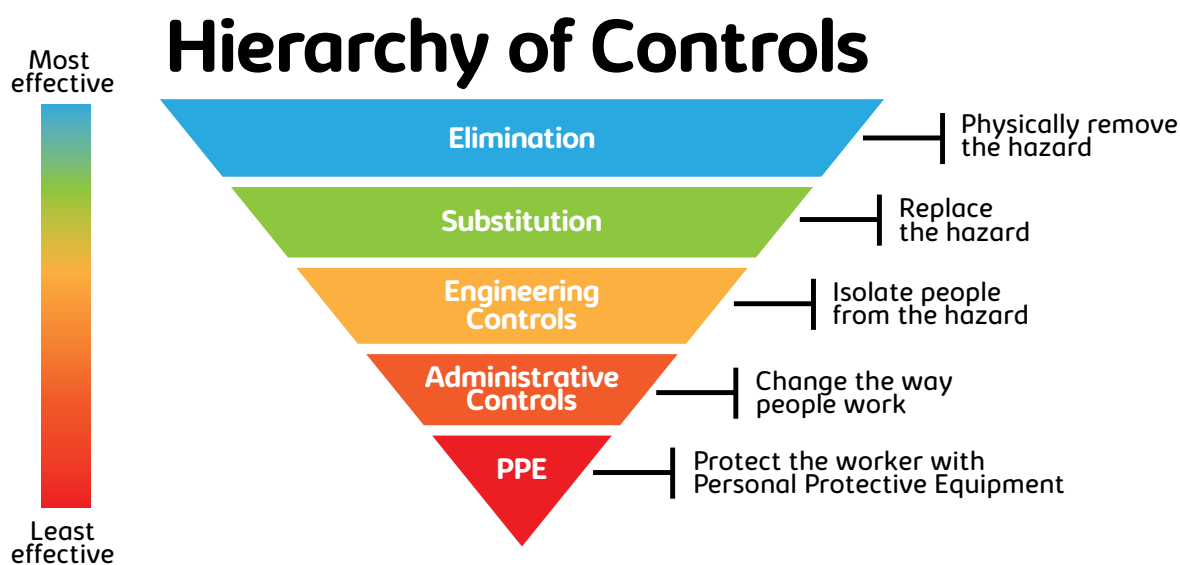 Hierarchy of Controls
Most
effective
Elimination
Physically remove
the hazard
Substitution
Replace
the hazard
Engineering
Controls
Isolate people
from the hazard
Administrative
Controls
Change the way
people work
PPE
Protect the worker with
Personal Protective Equipment
Least
effective